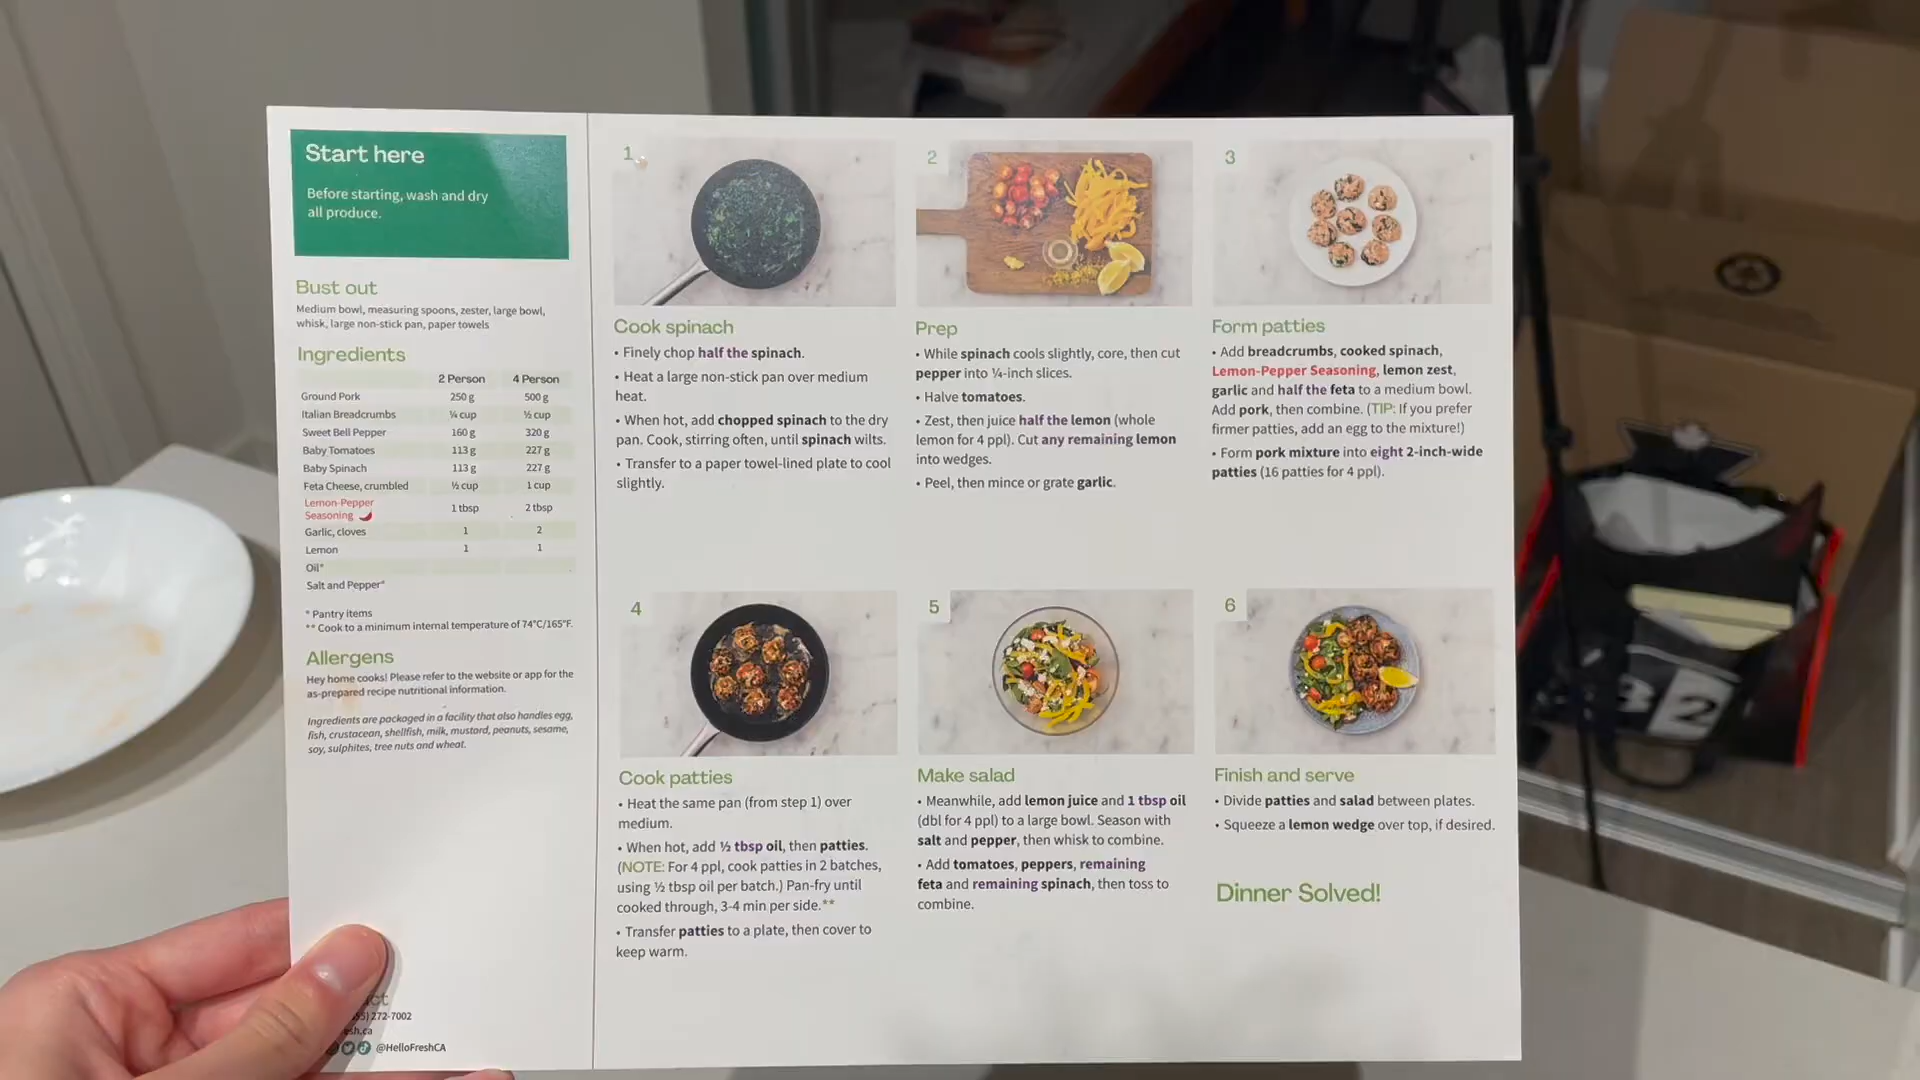 Start here
Before starting, wash and dry
all produce.
Bust out
Medium bowl, measuring spoons, zester, large bowl,
whisk, large non-stick pan, paper towels
Ingredients
2 Person 4 Person
Ground Pork 250 g 500 g
Italian Breadcrumbs ¼ cup ½ cup
Sweet Bell Pepper 160 g 320 g
Baby Tomatoes 113 g 227 g
Baby Spinach 113 g 227 g
Feta Cheese, crumbled ½ cup 1 cup
Lemon-Pepper
Seasoning 1 tbsp 2 tbsp
Garlic, cloves 1 2
Lemon 1 1
Oil*
Salt and Pepper*
* Pantry items
** Cook to a minimum internal temperature of 74°C/165°F.
Allergens
Hey home cooks! Please refer to the website or app for the
as-prepared recipe nutritional information.
Ingredients are packaged in a facility that also handles egg,
fish, crustacean, shellfish, milk, mustard, peanuts, sesame,
soy, sulphites, tree nuts and wheat.
272-7002
@HelloFreshCA
1
Cook spinach
• Finely chop half the spinach.
• Heat a large non-stick pan over medium
heat.
• When hot, add chopped spinach to the dry
pan. Cook, stirring often, until spinach wilts.
• Transfer to a paper towel-lined plate to cool
slightly.
2
Prep
• While spinach cools slightly, core, then cut
pepper into ¼-inch slices.
• Halve tomatoes.
• Zest, then juice half the lemon (whole
lemon for 4 ppl). Cut any remaining lemon
into wedges.
• Peel, then mince or grate garlic.
3
Form patties
• Add breadcrumbs, cooked spinach,
Lemon-Pepper Seasoning, lemon zest,
garlic and half the feta to a medium bowl.
Add pork, then combine. (TIP: If you prefer
firmer patties, add an egg to the mixture!)
• Form pork mixture into eight 2-inch-wide
patties (16 patties for 4 ppl).
4
Cook patties
• Heat the same pan (from step 1) over
medium.
• When hot, add ½ tbsp oil, then patties.
(NOTE: For 4 ppl, cook patties in 2 batches,
using ½ tbsp oil per batch.) Pan-fry until
cooked through, 3-4 min per side.**
• Transfer patties to a plate, then cover to
keep warm.
5
Make salad
• Meanwhile, add lemon juice and 1 tbsp oil
(dbl for 4 ppl) to a large bowl. Season with
salt and pepper, then whisk to combine.
• Add tomatoes, peppers, remaining
feta and remaining spinach, then toss to
combine.
6
Finish and serve
• Divide patties and salad between plates.
• Squeeze a lemon wedge over top, if desired.
Dinner Solved!
32